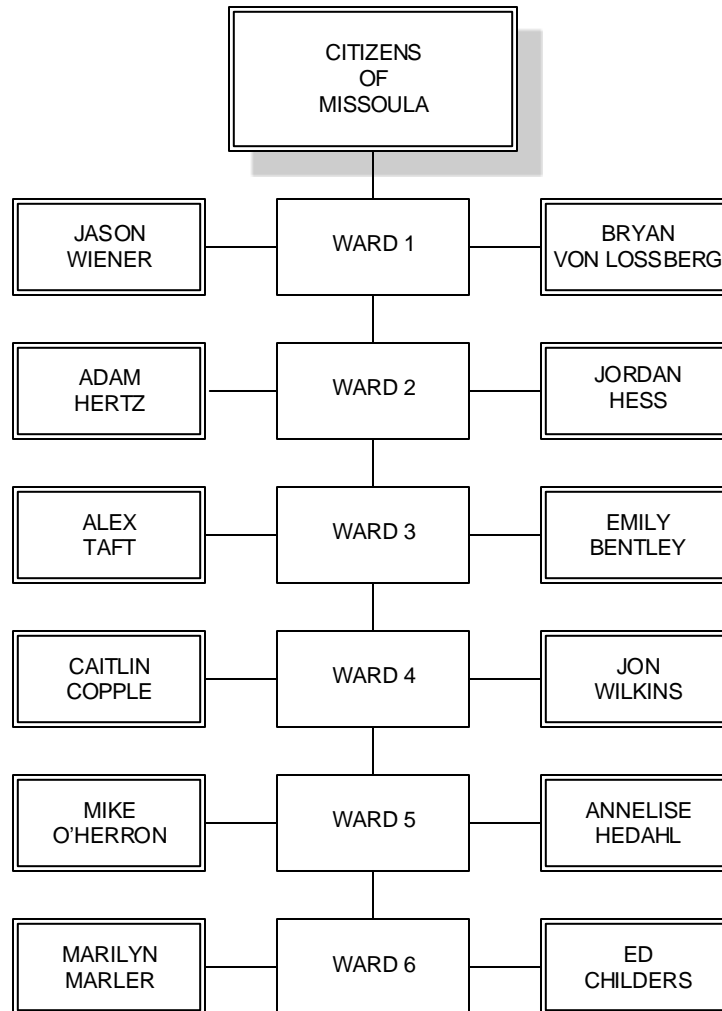 CITIZENS
OF
MISSOULA
JASON
WIENER
WARD 1
BRYAN
VON LOSSBERG
ADAM
HERTZ
WARD 2
JORDAN
HESS
ALEX
TAFT
WARD 3
EMILY
BENTLEY
CAITLIN
COPPLE
WARD 4
JON
WILKINS
MIKE
O'HERRON
WARD 5
ANNELISE
HEDAHL
MARILYN
MARLER
WARD 6
ED
CHILDERS